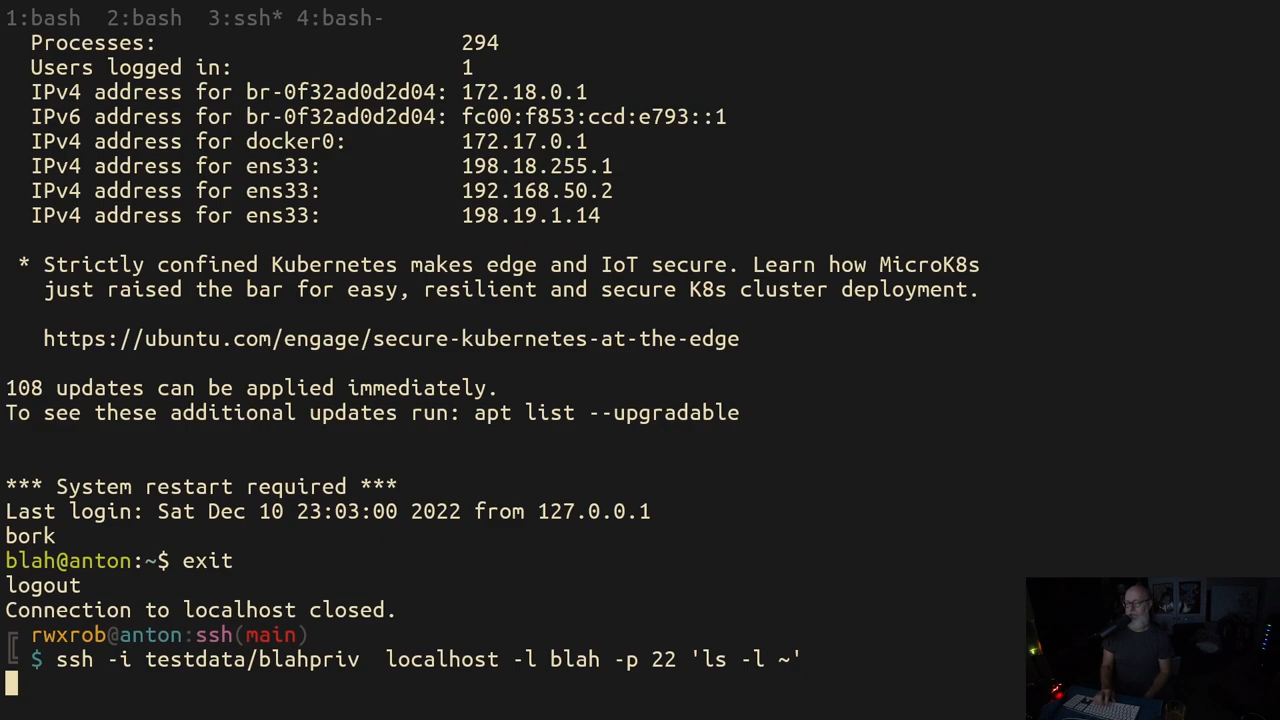 1:bash  2:bash  3:ssh* 4:bash-
Processes:                         294
Users logged in:                   1
IPv4 address for br-0f32ad0d2d04: 172.18.0.1
IPv6 address for br-0f32ad0d2d04: fc00:f853:ccd:e793::1
IPv4 address for docker0:          172.17.0.1
IPv4 address for ens33:            198.18.255.1
IPv4 address for ens33:            192.168.50.2
IPv4 address for ens33:            198.19.1.14
* Strictly confined Kubernetes makes edge and IoT secure. Learn how MicroK8s
just raised the bar for easy, resilient and secure K8s cluster deployment.
https://ubuntu.com/engage/secure-kubernetes-at-the-edge
108 updates can be applied immediately.
To see these additional updates run: apt list --upgradable
*** System restart required ***
Last login: Sat Dec 10 23:03:00 2022 from 127.0.0.1
bork
blah@anton:~$ exit
logout
Connection to localhost closed.
rwxrob@anton:ssh(main)
$ ssh -i testdata/blahpriv  localhost -l blah -p 22 'ls -l ~'